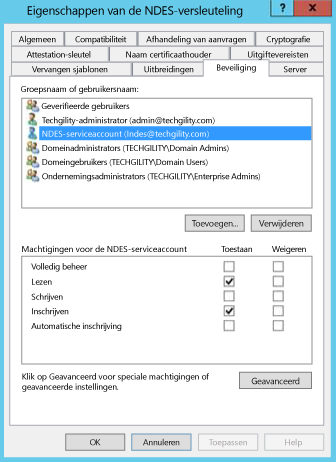 Eigenschappen van de NDES-versleuteling
? X
Algemeen Compatibiliteit Afhandeling van aanvragen Cryptografie
Attestation-sleutel Naam certificaathouder Uitgiftevereisten
Vervangen sjablonen Uitbreidingen Beveiliging Server
Groepsnaam of gebruikersnaam:
Geverifieerde gebruikers
Techgility-administrator (admin@techgility.com)
NDES-serviceaccount (Indes@techgility.com)
Domeinadministrators (TECHGILITY\Domain Admins)
Domeingebruikers (TECHGILITY\Domain Users)
Ondernemingsadministrators (TECHGILITY\Enterprise Admins)
Toevoegen... Verwijderen
Machtigingen voor de NDES-serviceaccount Toestaan Weigeren
Volledig beheer
Lezen
Schrijven
Inschrijven
Automatische inschrijving
Klik op Geavanceerd voor speciale machtigingen of
geavanceerde instellingen.
Geavanceerd
OK Annuleren Toepassen Help